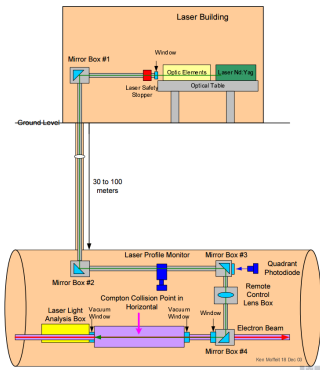 Laser Building
Mirror Box #1
Window
Optic Elements
Laser Nd:Yag
Laser Safety
Stopper
Optical Table
Ground Level
30 to 100
meters
Mirror Box #2
Laser Profile Monitor
Mirror Box #3
Quadrant
Photodiode
Remote
Control
Lens Box
Compton Collision Point in
Horizontal
Laser Light
Analysis Box
Vacuum
Window
Vacuum
Window
Electron Beam
Mirror Box #4
Ken Moffeit 18 Dec 03